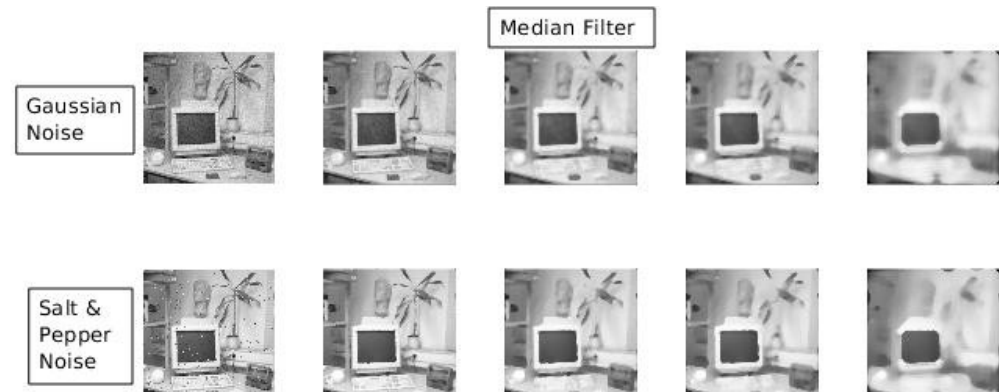 Median Filter
Gaussian
Noise
Salt &
Pepper
Noise